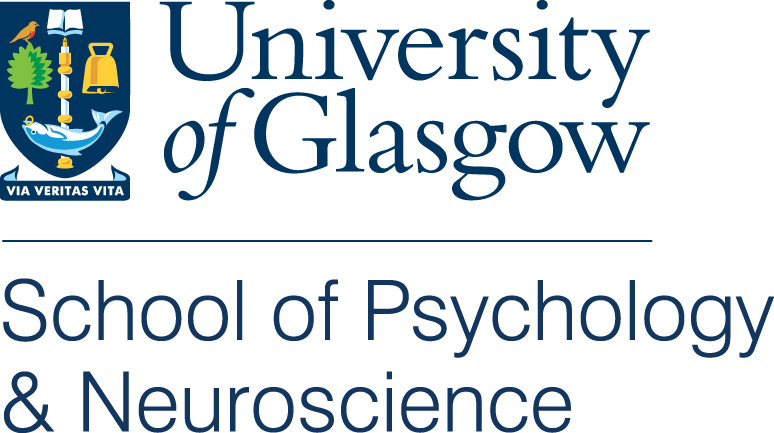 University
of Glasgow
VIA VERITAS VITA
School of Psychology
& Neuroscience